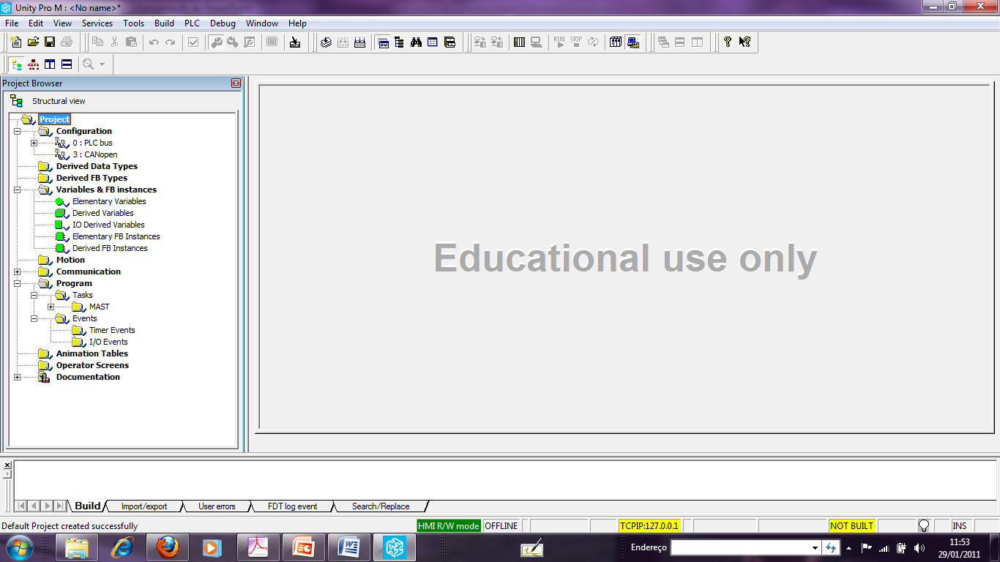 Unity Pro M : <No name>*
File Edit View Services Tools Build PLC Debug Window Help
RUN STOP
Project Browser
Structural view
Project
Configuration
0 : PLC bus
3 : CANopen
Derived Data Types
Derived FB Types
Variables & FB instances
Elementary Variables
Derived Variables
IO Derived Variables
Elementary FB Instances
Derived FB Instances
Motion
Communication
Program
Tasks
MAST
Events
Timer Events
I/O Events
Animation Tables
Operator Screens
Documentation
Educational use only
Build Import/export User errors FDT log event Search/Replace
Default Project created successfully HMI R/W mode OFFLINE TCPIP:127.0.0.1 NOT BUILT INS
Endereço 11:53
29/01/2011